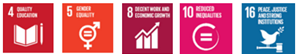 4 QUALITY
EDUCATION
5 GENDER
EQUALITY
8 DECENT WORK AND
ECONOMIC GROWTH
10 REDUCED
INEQUALITIES
16 PEACE, JUSTICE
AND STRONG
INSTITUTIONS